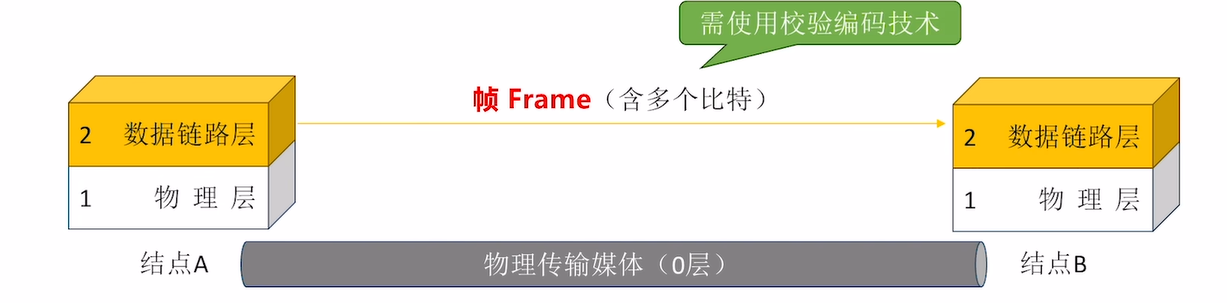 需使用校验编码技术
帧 Frame（含多个比特）
2 数据链路层
1 物 理 层
结点A
2 数据链路层
1 物 理 层
结点B
物理传输媒体（0层）